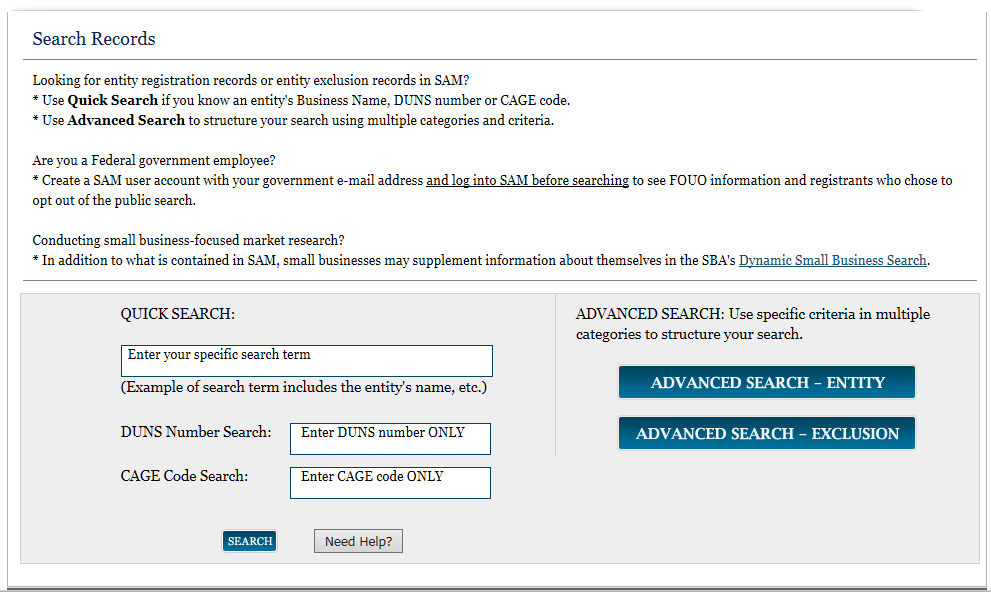 Search Records
Looking for entity registration records or entity exclusion records in SAM?
* Use Quick Search if you know an entity's Business Name, DUNS number or CAGE code.
* Use Advanced Search to structure your search using multiple categories and criteria.
Are you a Federal government employee?
* Create a SAM user account with your government e-mail address and log into SAM before searching to see FOUO information and registrants who chose to
opt out of the public search.
Conducting small business-focused market research?
* In addition to what is contained in SAM, small businesses may supplement information about themselves in the SBA's Dynamic Small Business Search.
QUICK SEARCH:
Enter your specific search term
(Example of search term includes the entity's name, etc.)
DUNS Number Search:
Enter DUNS number ONLY
CAGE Code Search:
Enter CAGE code ONLY
SEARCH
Need Help?
ADVANCED SEARCH: Use specific criteria in multiple
categories to structure your search.
ADVANCED SEARCH – ENTITY
ADVANCED SEARCH – EXCLUSION